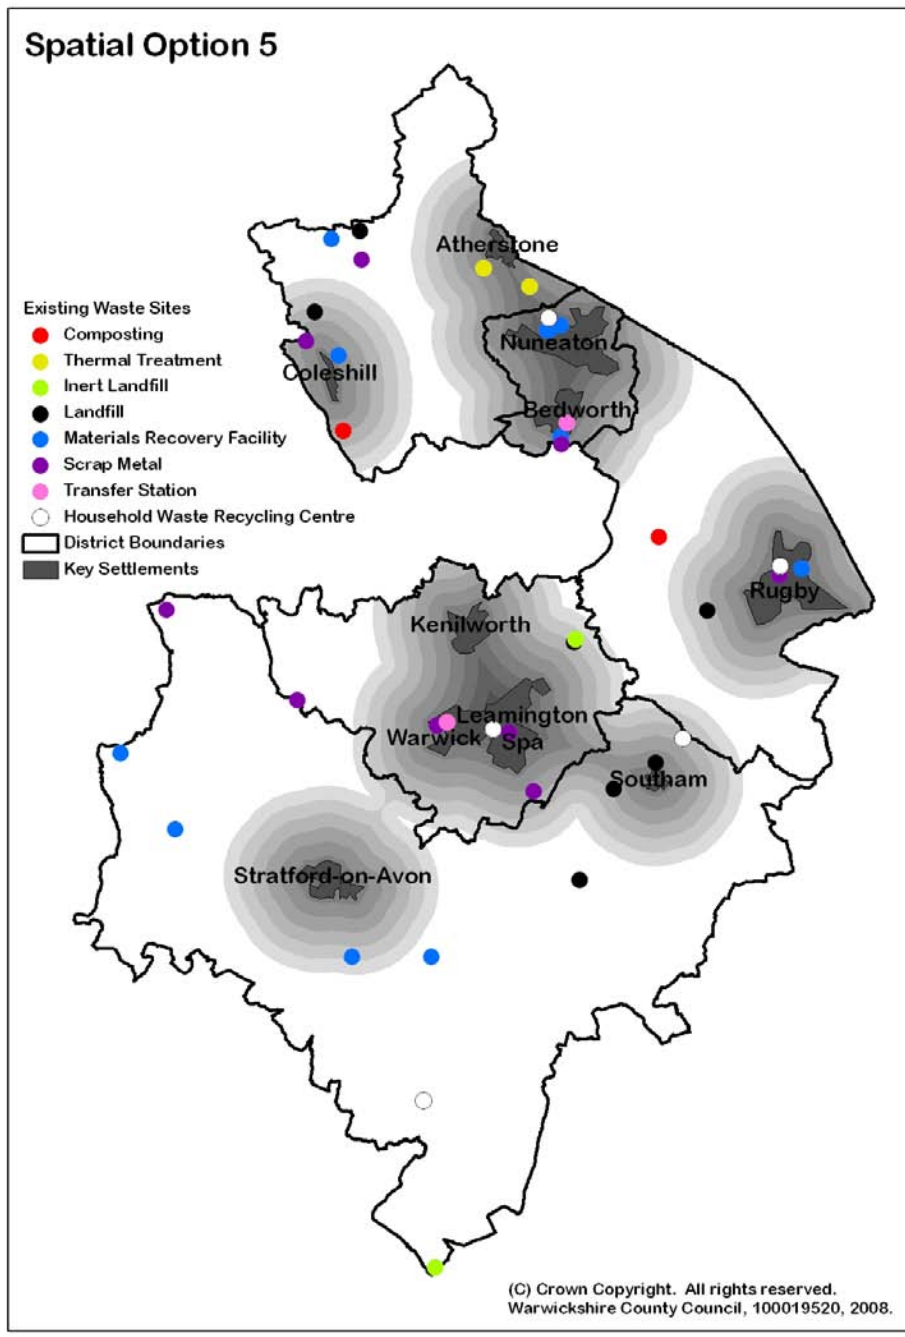 Spatial Option 5
Atherstone
Existing Waste Sites
Composting
Thermal Treatment
Inert Landfill
Landfill
Materials Recovery Facility
Scrap Metal
Transfer Station
Household Waste Recycling Centre
District Boundaries
Key Settlements
Nuneaton
Coleshill
Bedworth
Rugby
Kenilworth
Leamington
Warwick
Spa
Southam
Stratford-on-Avon
(C) Crown Copyright. All rights reserved.
Warwickshire County Council, 100019520, 2008.